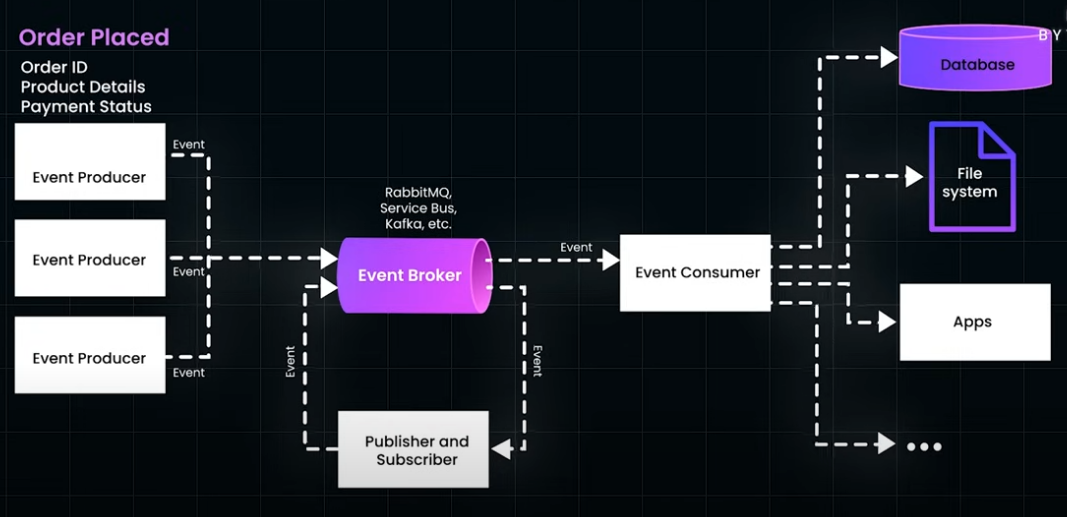 Order Placed
Order ID
Product Details
Payment Status
Event Producer
Event
Event Producer
Event
Event Producer
Event
RabbitMQ,
Service Bus,
Kafka, etc.
Event Broker
Event
Event
Event
Publisher and
Subscriber
Event Consumer
BY
Database
File
system
Apps
...